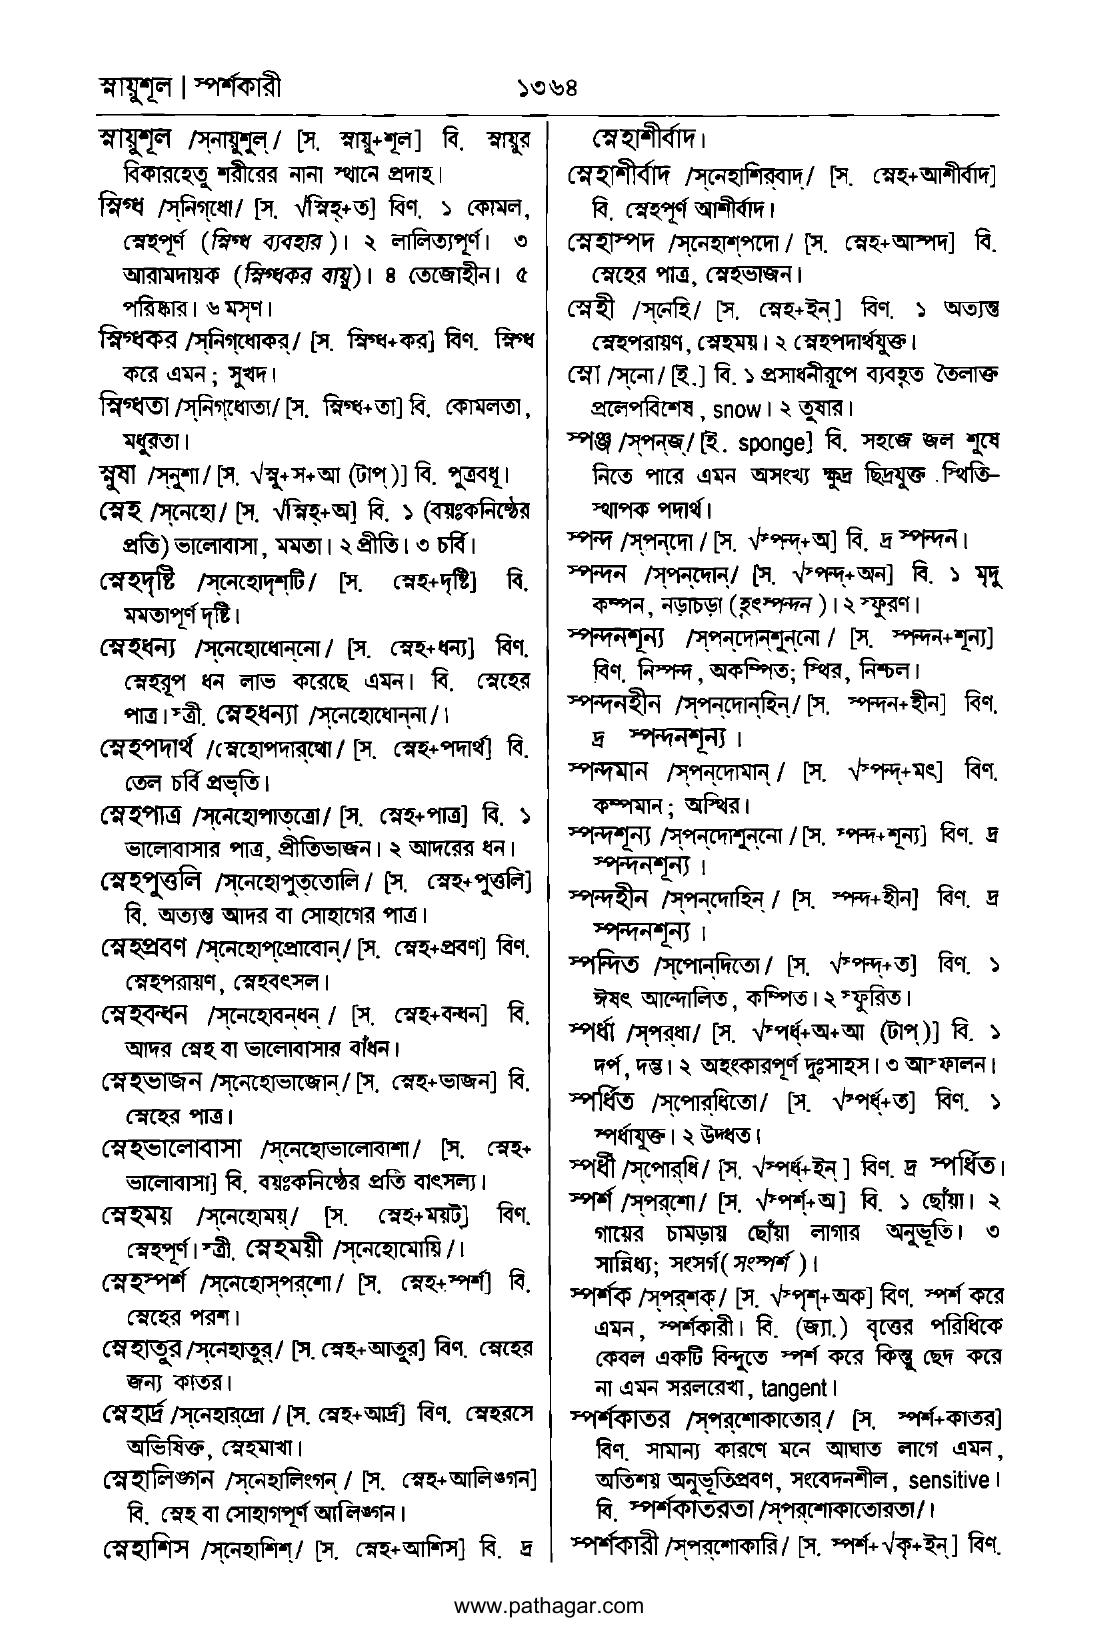 স্নায়ুশূল | স্পর্শকারী ১৩৬৪
স্নায়ুশূল /স্‌নায়ুশুল্‌/ [স. স্নায়ু+শূল] বি. স্নায়ুর
বিকারহেতু শরীরের নানা স্থানে প্রদাহ।
স্নিগ্ধ /স্‌নিগ্‌ধো/ [স. √স্নিহ্‌+ত] বিণ. ১ কোমল,
স্নেহপূর্ণ (স্নিগ্ধ ব্যবহার)। ২ লালিত্যপূর্ণ। ৩
আরামদায়ক (স্নিগ্ধকর বায়ু)। ৪ তেজোহীন। ৫
পরিষ্কার। ৬ মসৃণ।
স্নিগ্ধকর /স্‌নিগ্‌ধোকর্‌/ [স. স্নিগ্ধ+কর] বিণ. স্নিগ্ধ
করে এমন; সুখদ।
স্নিগ্ধতা /স্‌নিগ্‌ধোতা/ [স. স্নিগ্ধ+তা] বি. কোমলতা,
মধুরতা।
স্নুষা /স্‌নুশা/ [স. √স্নু+স+আ (টাপ্‌)] বি. পুত্রবধূ।
স্নেহ /স্‌নেহো/ [স. √স্নিহ্‌+অ] বি. ১ (বয়ঃকনিষ্ঠের
প্রতি) ভালোবাসা, মমতা। ২ প্রীতি। ৩ চর্বি।
স্নেহদৃষ্টি /স্‌নেহোদৃশ্‌টি/ [স. স্নেহ+দৃষ্টি] বি.
মমতাপূর্ণ দৃষ্টি।
স্নেহধন্য /স্‌নেহোধোন্‌নো/ [স. স্নেহ+ধন্য] বিণ.
স্নেহরূপ ধন লাভ করেছে এমন। বি. স্নেহের
পাত্র। স্ত্রী. স্নেহধন্যা /স্‌নেহোধোন্‌না/।
স্নেহপদার্থ /স্নেহোপদার্‌থো/ [স. স্নেহ+পদার্থ] বি.
তেল চর্বি প্রভৃতি।
স্নেহপাত্র /স্‌নেহোপাত্‌ত্রো/ [স. স্নেহ+পাত্র] বি. ১
ভালোবাসার পাত্র, প্রীতিভাজন। ২ আদরের ধন।
স্নেহপুত্তলি /স্‌নেহোপুত্‌তোলি/ [স. স্নেহ+পুত্তলি]
বি. অত্যন্ত আদর বা সোহাগের পাত্র।
স্নেহপ্রবণ /স্‌নেহোপ্‌প্রোবোন্‌/ [স. স্নেহ+প্রবণ] বিণ.
স্নেহপরায়ণ, স্নেহবৎসল।
স্নেহবন্ধন /স্‌নেহোবন্‌ধন্‌/ [স. স্নেহ+বন্ধন] বি.
আদর স্নেহ বা ভালোবাসার বাঁধন।
স্নেহভাজন /স্‌নেহোভাজোন্‌/ [স. স্নেহ+ভাজন] বি.
স্নেহের পাত্র।
স্নেহভালোবাসা /স্‌নেহোভালোবাশা/ [স. স্নেহ+
ভালোবাসা] বি. বয়ঃকনিষ্ঠের প্রতি বাৎসল্য।
স্নেহময় /স্‌নেহোময়্‌/ [স. স্নেহ+ময়ট্‌] বিণ.
স্নেহপূর্ণ। স্ত্রী. স্নেহময়ী /স্‌নেহোমোয়ি/।
স্নেহস্পর্শ /স্‌নেহোস্‌পর্‌শো/ [স. স্নেহ+স্পর্শ] বি.
স্নেহের পরশ।
স্নেহাতুর /স্‌নেহাতুর্‌/ [স. স্নেহ+আতুর] বিণ. স্নেহের
জন্য কাতর।
স্নেহার্দ্র /স্‌নেহার্‌দ্রো/ [স. স্নেহ+আর্দ্র] বিণ. স্নেহরসে
অভিষিক্ত, স্নেহমাখা।
স্নেহালিঙ্গন /স্‌নেহালিংগন্‌/ [স. স্নেহ+আলিঙ্গন]
বি. স্নেহ বা সোহাগপূর্ণ আলিঙ্গন।
স্নেহাশিস /স্‌নেহাশিশ্‌/ [স. স্নেহ+আশিস] বি. দ্র
স্নেহাশীর্বাদ।
স্নেহাশীর্বাদ /স্‌নেহাশির্‌বাদ্‌/ [স. স্নেহ+আশীর্বাদ]
বি. স্নেহপূর্ণ আশীর্বাদ।
স্নেহাস্পদ /স্‌নেহাশ্‌পদো/ [স. স্নেহ+আস্পদ] বি.
স্নেহের পাত্র, স্নেহভাজন।
স্নেহী /স্‌নেহি/ [স. স্নেহ+ইন্‌] বিণ. ১ অত্যন্ত
স্নেহপরায়ণ, স্নেহময়। ২ স্নেহপদার্থযুক্ত।
স্নো /স্‌নো/ [ই.] বি. ১ প্রসাধনীরূপে ব্যবহৃত তৈলাক্ত
প্রলেপবিশেষ, snow। ২ তুষার।
স্পঞ্জ /স্‌পন্‌জ্‌/ [ই. sponge] বি. সহজে জল শুষে
নিতে পারে এমন অসংখ্য ক্ষুদ্র ছিদ্রযুক্ত স্থিতি–
স্থাপক পদার্থ।
স্পন্দ /স্‌পন্‌দো/ [স. √স্পন্দ্‌+অ] বি. দ্র স্পন্দন।
স্পন্দন /স্‌পন্‌দোন্‌/ [স. √স্পন্দ্‌+অন] বি. ১ মৃদু
কম্পন, নড়াচড়া (হৃৎস্পন্দন)। ২ স্ফুরণ।
স্পন্দনশূন্য /স্‌পন্‌দোন্‌শুন্‌নো/ [স. স্পন্দন+শূন্য]
বিণ. নিস্পন্দ, অকম্পিত; স্থির, নিশ্চল।
স্পন্দনহীন /স্‌পন্‌দোন্‌হিন্‌/ [স. স্পন্দন+হীন] বিণ.
দ্র স্পন্দনশূন্য।
স্পন্দমান /স্‌পন্‌দোমান্‌/ [স. √স্পন্দ্‌+মৎ] বিণ.
কম্পমান; অস্থির।
স্পন্দশূন্য /স্‌পন্‌দোশুন্‌নো/ [স. স্পন্দ+শূন্য] বিণ. দ্র
স্পন্দনশূন্য।
স্পন্দহীন /স্‌পন্‌দোহিন্‌/ [স. স্পন্দ+হীন] বিণ. দ্র
স্পন্দনশূন্য।
স্পন্দিত /স্‌পোন্‌দিতো/ [স. √স্পন্দ্‌+ত] বিণ. ১
ঈষৎ আন্দোলিত, কম্পিত। ২ স্ফুরিত।
স্পর্ধা /স্‌পর্‌ধা/ [স. √স্পর্ধ্‌+অ+আ (টাপ্‌)] বি. ১
দর্প, দম্ভ। ২ অহংকারপূর্ণ দুঃসাহস। ৩ আস্ফালন।
স্পর্ধিত /স্‌পোর্‌ধিতো/ [স. √স্পর্ধ্‌+ত] বিণ. ১
স্পর্ধাযুক্ত। ২ উদ্ধত।
স্পর্ধী /স্‌পোর্‌ধি/ [স. √স্পর্ধ্‌+ইন্‌] বিণ. দ্র স্পর্ধিত।
স্পর্শ /স্‌পর্‌শো/ [স. √স্পর্শ্‌+অ] বি. ১ ছোঁয়া। ২
গায়ের চামড়ায় ছোঁয়া লাগার অনুভূতি। ৩
সান্নিধ্য; সংসর্গ (সংস্পর্শ)।
স্পর্শক /স্‌পর্‌শক্‌/ [স. √স্পৃশ্‌+অক] বিণ. স্পর্শ করে
এমন, স্পর্শকারী। বি. (জ্যা.) বৃত্তের পরিধিকে
কেবল একটি বিন্দুতে স্পর্শ করে কিন্তু ছেদ করে
না এমন সরলরেখা, tangent।
স্পর্শকাতর /স্‌পর্‌শোকাতোর্‌/ [স. স্পর্শ+কাতর]
বিণ. সামান্য কারণে মনে আঘাত লাগে এমন,
অতিশয় অনুভূতিপ্রবণ, সংবেদনশীল, sensitive।
বি. স্পর্শকাতরতা /স্‌পর্‌শোকাতোরতা/।
স্পর্শকারী /স্‌পর্‌শোকারি/ [স. স্পর্শ+√কৃ+ইন্‌] বিণ.
www.pathagar.com